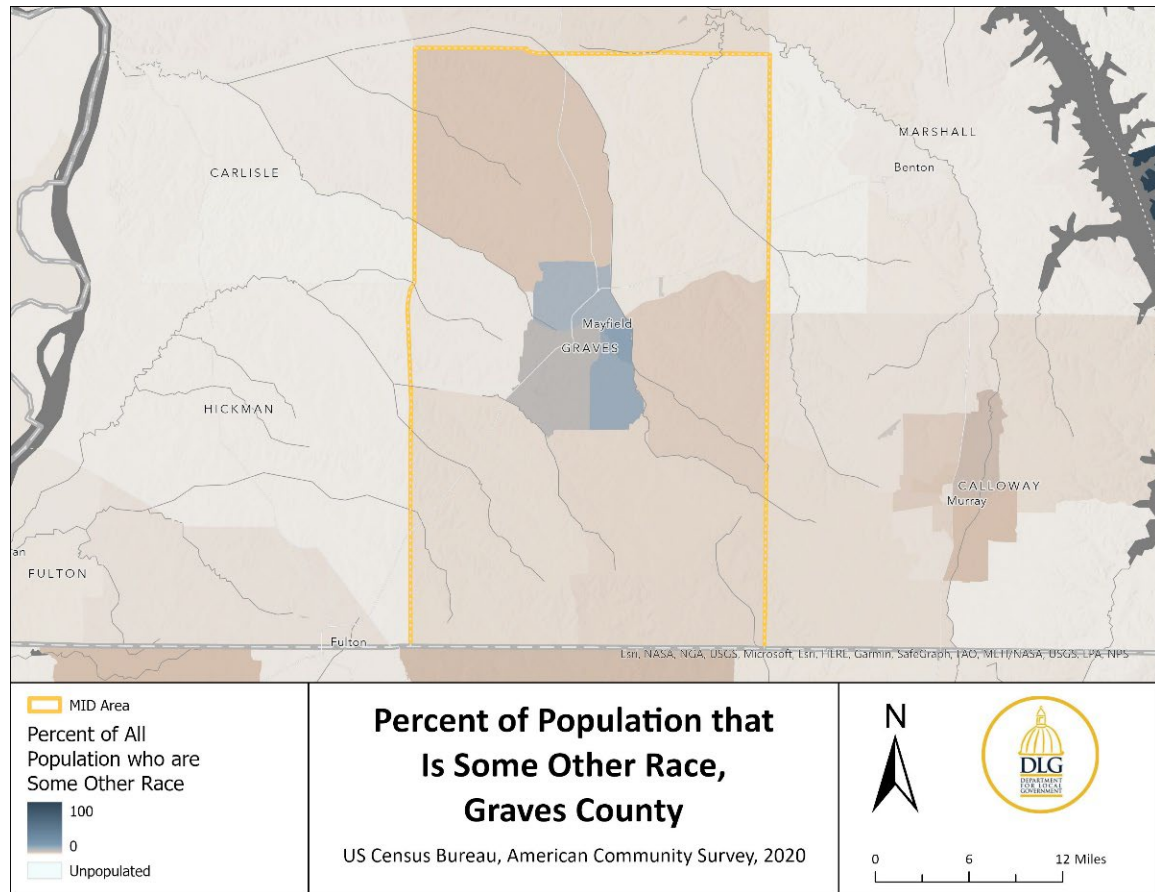 MARSHALL
Benton
CARLISLE
Mayfield
GRAVES
HICKMAN
CALLOWAY
Murray
an
FULTON
Fulton
Esri, NASA, NGA, USGS, Microsoft, Esri, HERE, Garmin, SafeGraph, FAO, METI/NASA, USGS, EPA, NPS
MID Area
Percent of All
Population who are
Some Other Race
100
0
Unpopulated
Percent of Population that
Is Some Other Race,
Graves County
US Census Bureau, American Community Survey, 2020
N
DLG
DEPARTMENT
FOR LOCAL
GOVERNMENT
0 6 12 Miles